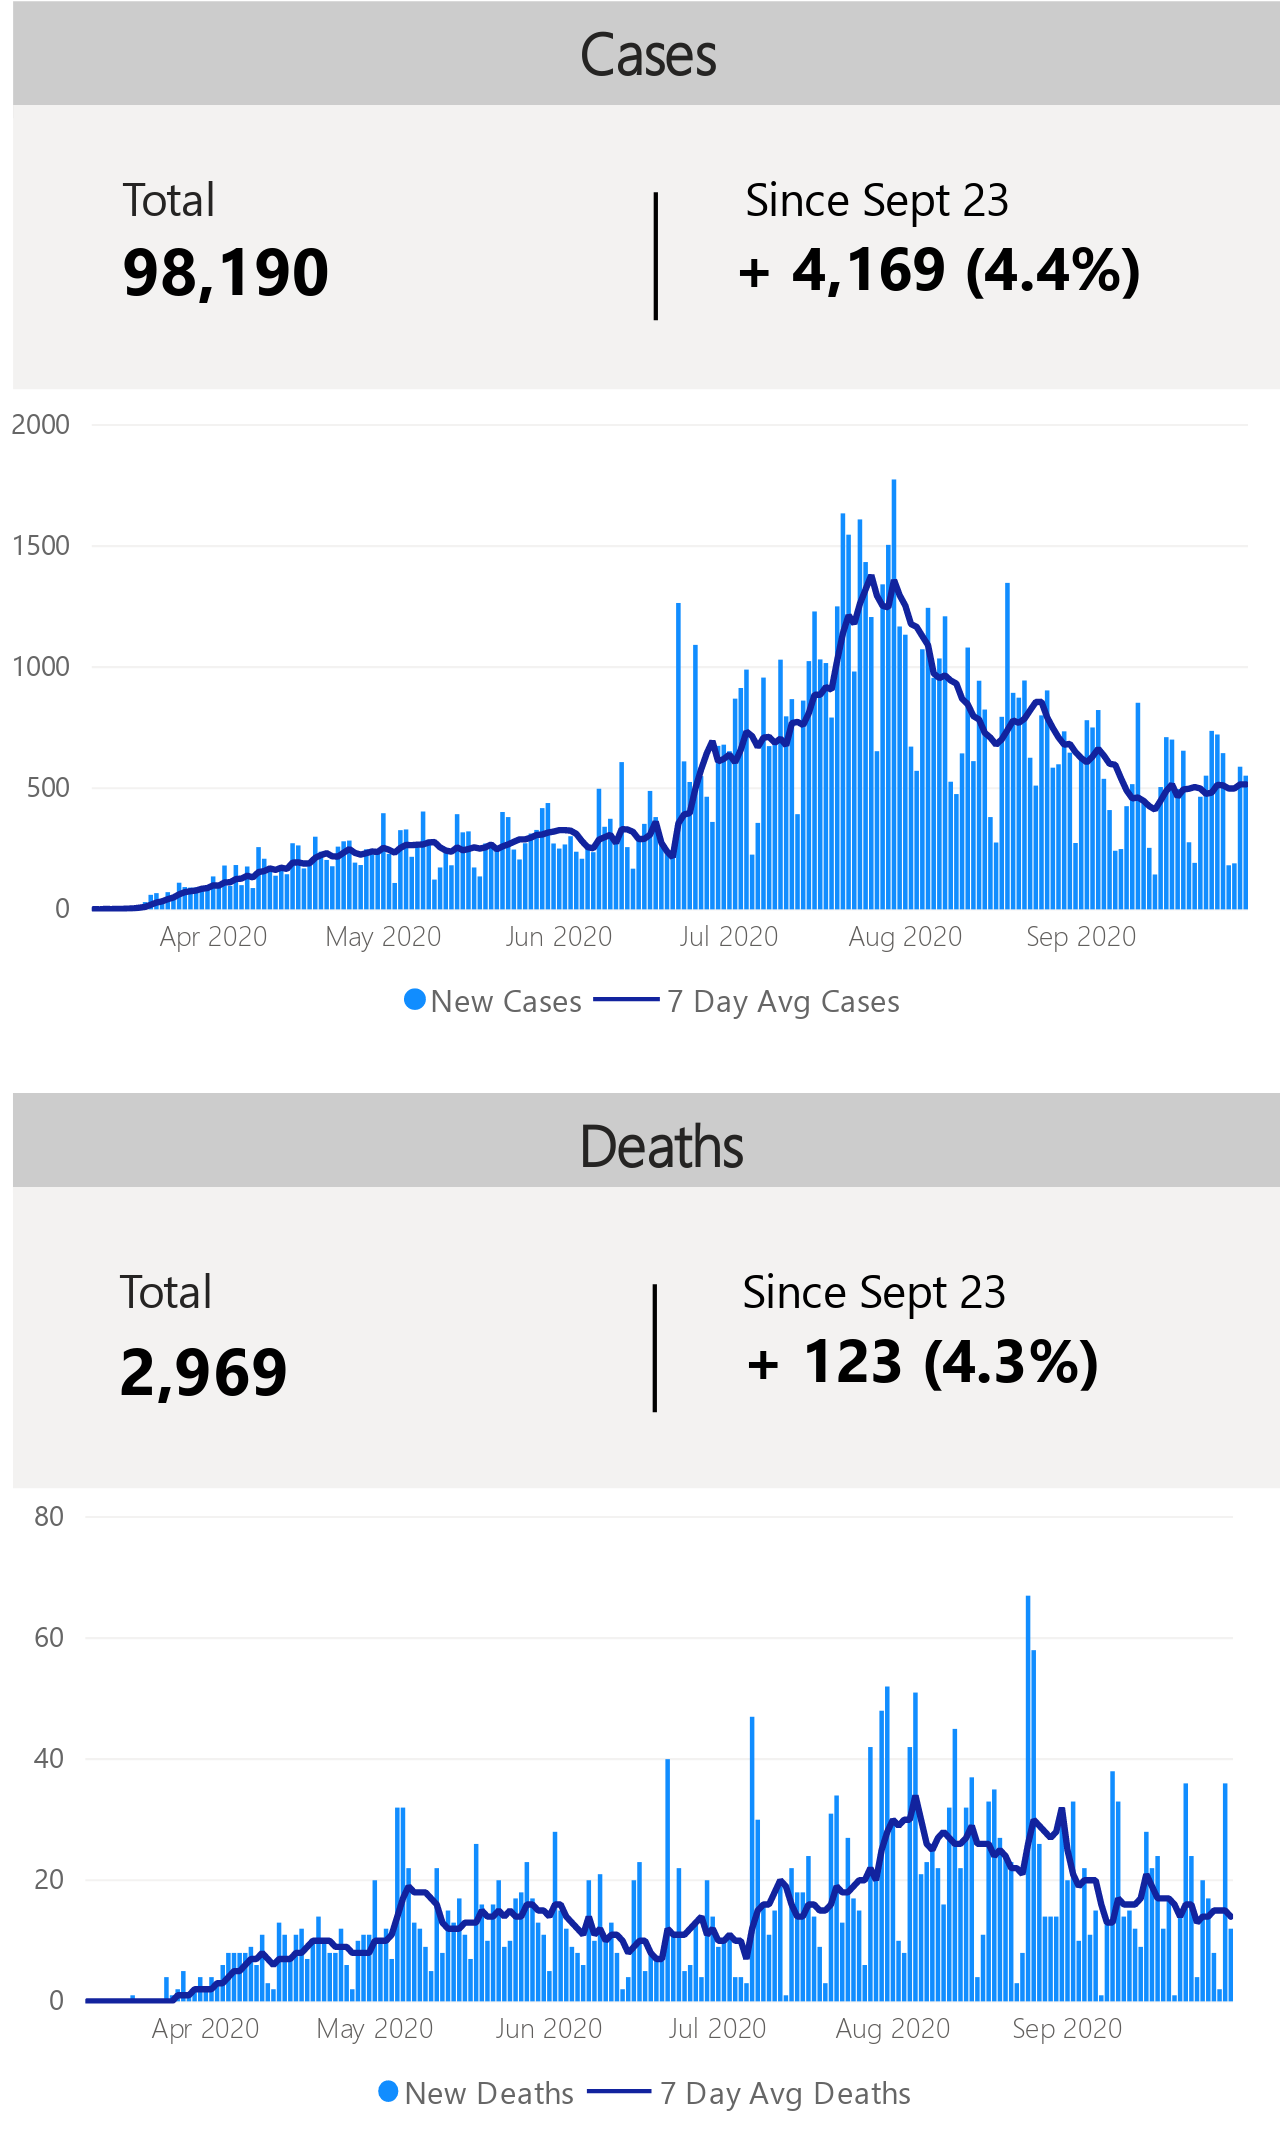 Cases
Total
Since Sept 23
98,190
+ 4,169 (4.4%)
2000
1500
1000
500
0
Apr 2020 May 2020 Jun 2020 Jul 2020 Aug 2020 Sep 2020
New Cases 7 Day Avg Cases
Deaths
Total
Since Sept 23
2,969
+ 123 (4.3%)
80
60
40
20
0
Apr 2020 May 2020 Jun 2020 Jul 2020 Aug 2020 Sep 2020
New Deaths 7 Day Avg Deaths